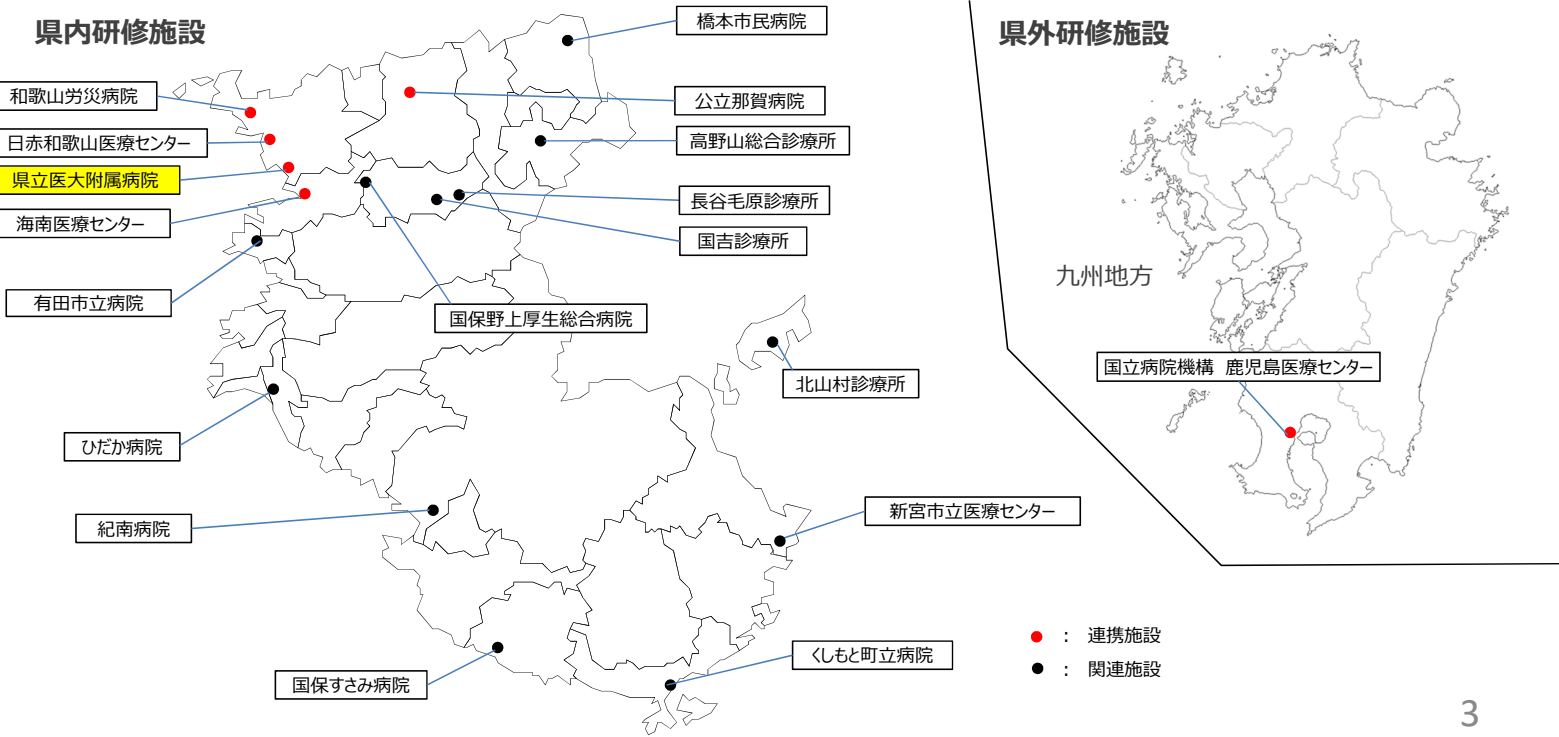 県内研修施設
橋本市民病院
和歌山労災病院
公立那賀病院
日赤和歌山医療センター
高野山総合診療所
県立医大附属病院
長谷毛原診療所
海南医療センター
国吉診療所
有田市立病院
国保野上厚生総合病院
北山村診療所
ひだか病院
紀南病院
新宮市立医療センター
くしもと町立病院
国保すさみ病院
県外研修施設
九州地方
国立病院機構 鹿児島医療センター
： 連携施設
： 関連施設
3